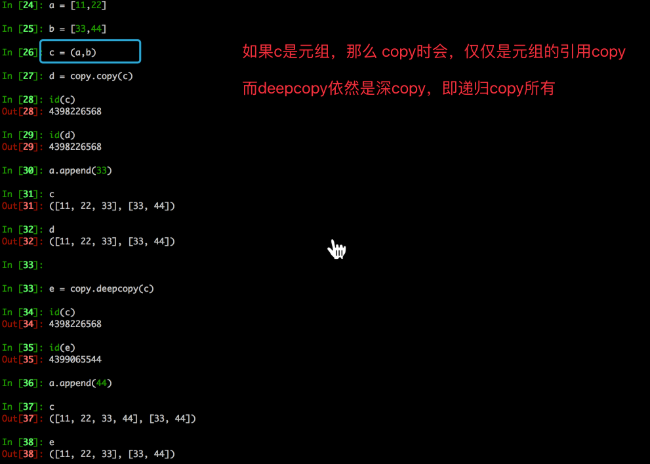 In [24]: a = [11,22]
In [25]: b = [33,44]
In [26]: c = (a,b)
如果c是元组，那么 copy时会，仅仅是元组的引用copy
In [27]: d = copy.copy(c)
而deepcopy依然是深copy，即递归copy所有
In [28]: id(c)
Out[28]: 4398226568
In [29]: id(d)
Out[29]: 4398226568
In [30]: a.append(33)
In [31]: c
Out[31]: ([11, 22, 33], [33, 44])
In [32]: d
Out[32]: ([11, 22, 33], [33, 44])
In [33]:
In [33]: e = copy.deepcopy(c)
In [34]: id(c)
Out[34]: 4398226568
In [35]: id(e)
Out[35]: 4399065544
In [36]: a.append(44)
In [37]: c
Out[37]: ([11, 22, 33, 44], [33, 44])
In [38]: e
Out[38]: ([11, 22, 33], [33, 44])